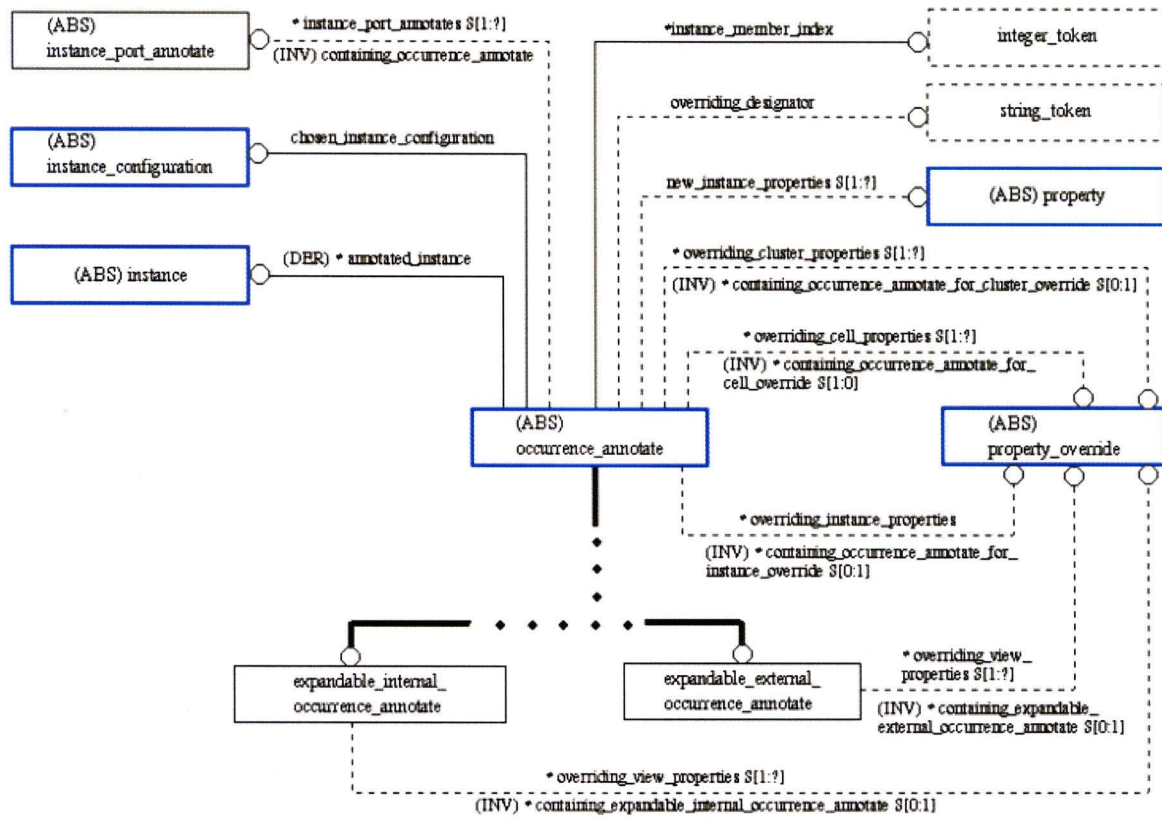 (ABS)
instance_port_annotate
* instance_port_annotates S[1:?]
(INV) containing_occurrence_annotate
*instance_member_index
integer_token
overriding_designator
string_token
(ABS)
instance_configuration
chosen_instance_configuration
new_instance_properties S[1:?]
(ABS) property
(ABS) instance
(DER) * annotated_instance
* overriding_cluster_properties S[1:?]
(INV) * containing_occurrence_annotate_for_cluster_override S[0:1]
* overriding_cell_properties S[1:?]
(INV) * containing_occurrence_annotate_for_
cell_override S[1:0]
(ABS)
occurrence_annotate
(ABS)
property_override
* overriding_instance_properties
(INV) * containing_occurrence_annotate_for_
instance_override S[0:1]
expandable_internal_
occurrence_annotate
expandable_external_
occurrence_annotate
* overriding_view_
properties S[1:?]
(INV) * containing_expandable_
external_occurrence_annotate S[0:1]
* overriding_view_properties S[1:?]
(INV) * containing_expandable_internal_occurrence_annotate S[0:1]